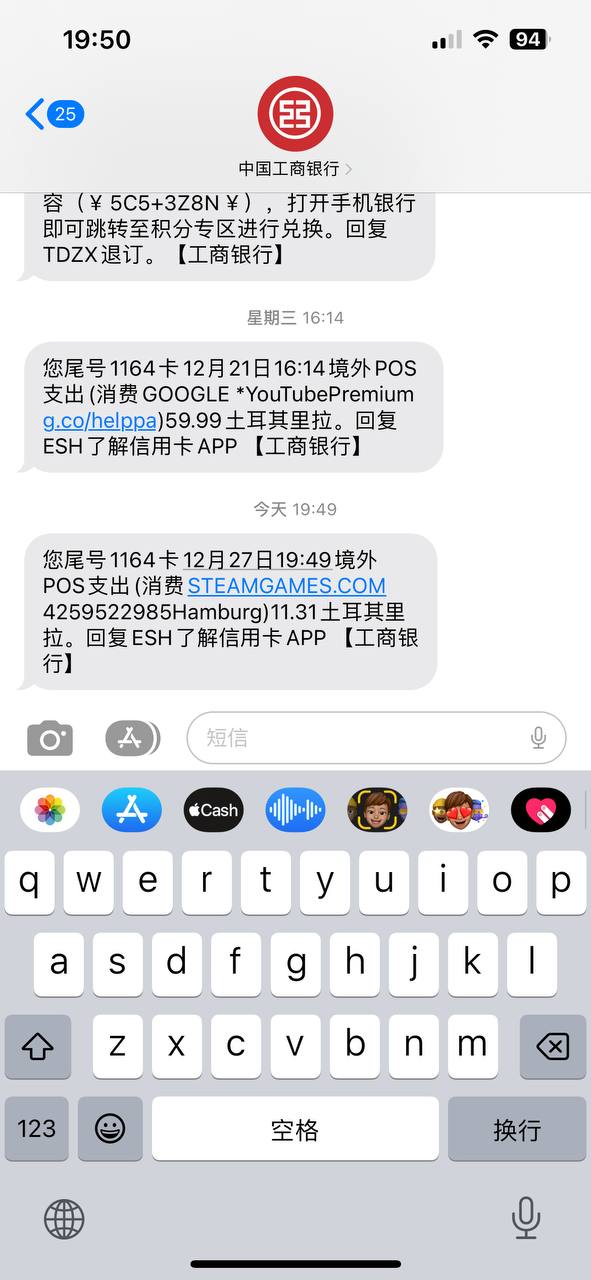 19:50
94
25
中国工商银行
容（￥5C5+3Z8N￥），打开手机银行
即可跳转至积分专区进行兑换。回复
TDZX退订。【工商银行】
星期三 16:14
您尾号1164卡12月21日16:14境外POS
支出(消费GOOGLE *YouTubePremium
g.co/helppa)59.99土耳其里拉。回复
ESH了解信用卡APP 【工商银行】
今天 19:49
您尾号1164卡12月27日19:49境外
POS支出(消费STEAMGAMES.COM
4259522985Hamburg)11.31土耳其里
拉。回复ESH了解信用卡APP 【工商银
行】
短信
Cash
q w e r t y u i o p
a s d f g h j k l
z x c v b n m
123 空格 换行